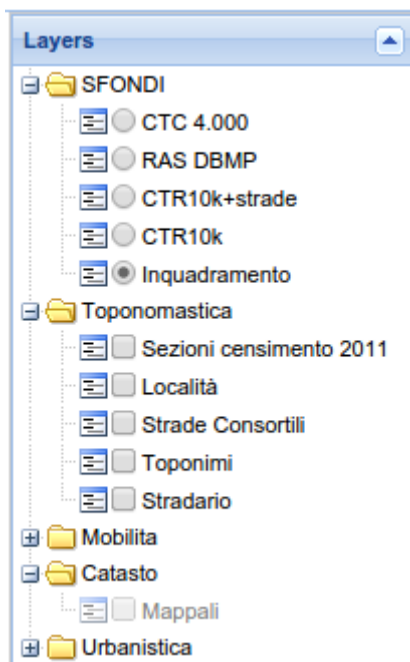 Layers
SFONDI
CTC 4.000
RAS DBMP
CTR10k+strade
CTR10k
Inquadramento
Toponomastica
Sezioni censimento 2011
Località
Strade Consortili
Toponimi
Stradario
Mobilita
Catasto
Mappali
Urbanistica